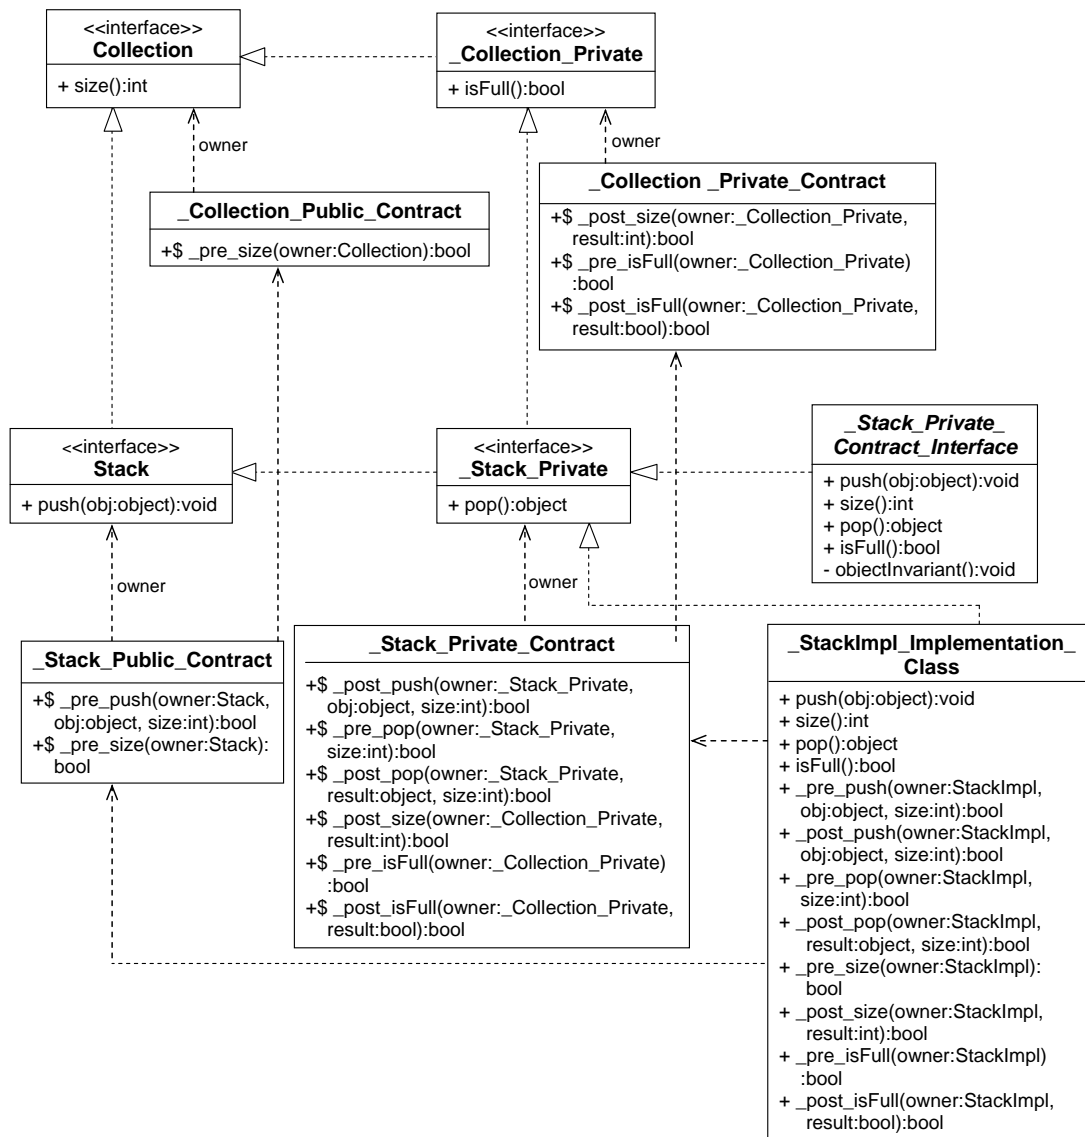 <<interface>>
Collection
+ size():int
<<interface>>
_Collection_Private
+ isFull():bool
owner
owner
_Collection_Public_Contract
+$ _pre_size(owner:Collection):bool
_Collection _Private_Contract
+$ _post_size(owner:_Collection_Private,
result:int):bool
+$ _pre_isFull(owner:_Collection_Private)
:bool
+$ _post_isFull(owner:_Collection_Private,
result:bool):bool
<<interface>>
Stack
+ push(obj:object):void
<<interface>>
_Stack_Private
+ pop():object
_Stack_Private_
Contract_Interface
+ push(obj:object):void
+ size():int
+ pop():object
+ isFull():bool
- objectInvariant():void
owner
owner
_Stack_Public_Contract
+$ _pre_push(owner:Stack,
obj:object, size:int):bool
+$ _pre_size(owner:Stack):
bool
_Stack_Private_Contract
+$ _post_push(owner:_Stack_Private,
obj:object, size:int):bool
+$ _pre_pop(owner:_Stack_Private,
size:int):bool
+$ _post_pop(owner:_Stack_Private,
result:object, size:int):bool
+$ _post_size(owner:_Collection_Private,
result:int):bool
+$ _pre_isFull(owner:_Collection_Private)
:bool
+$ _post_isFull(owner:_Collection_Private,
result:bool):bool
_StackImpl_Implementation_
Class
+ push(obj:object):void
+ size():int
+ pop():object
+ isFull():bool
+ _pre_push(owner:StackImpl,
obj:object, size:int):bool
+ _post_push(owner:StackImpl,
obj:object, size:int):bool
+ _pre_pop(owner:StackImpl,
size:int):bool
+ _post_pop(owner:StackImpl,
result:object, size:int):bool
+ _pre_size(owner:StackImpl):
bool
+ _post_size(owner:StackImpl,
result:int):bool
+ _pre_isFull(owner:StackImpl)
:bool
+ _post_isFull(owner:StackImpl,
result:bool):bool